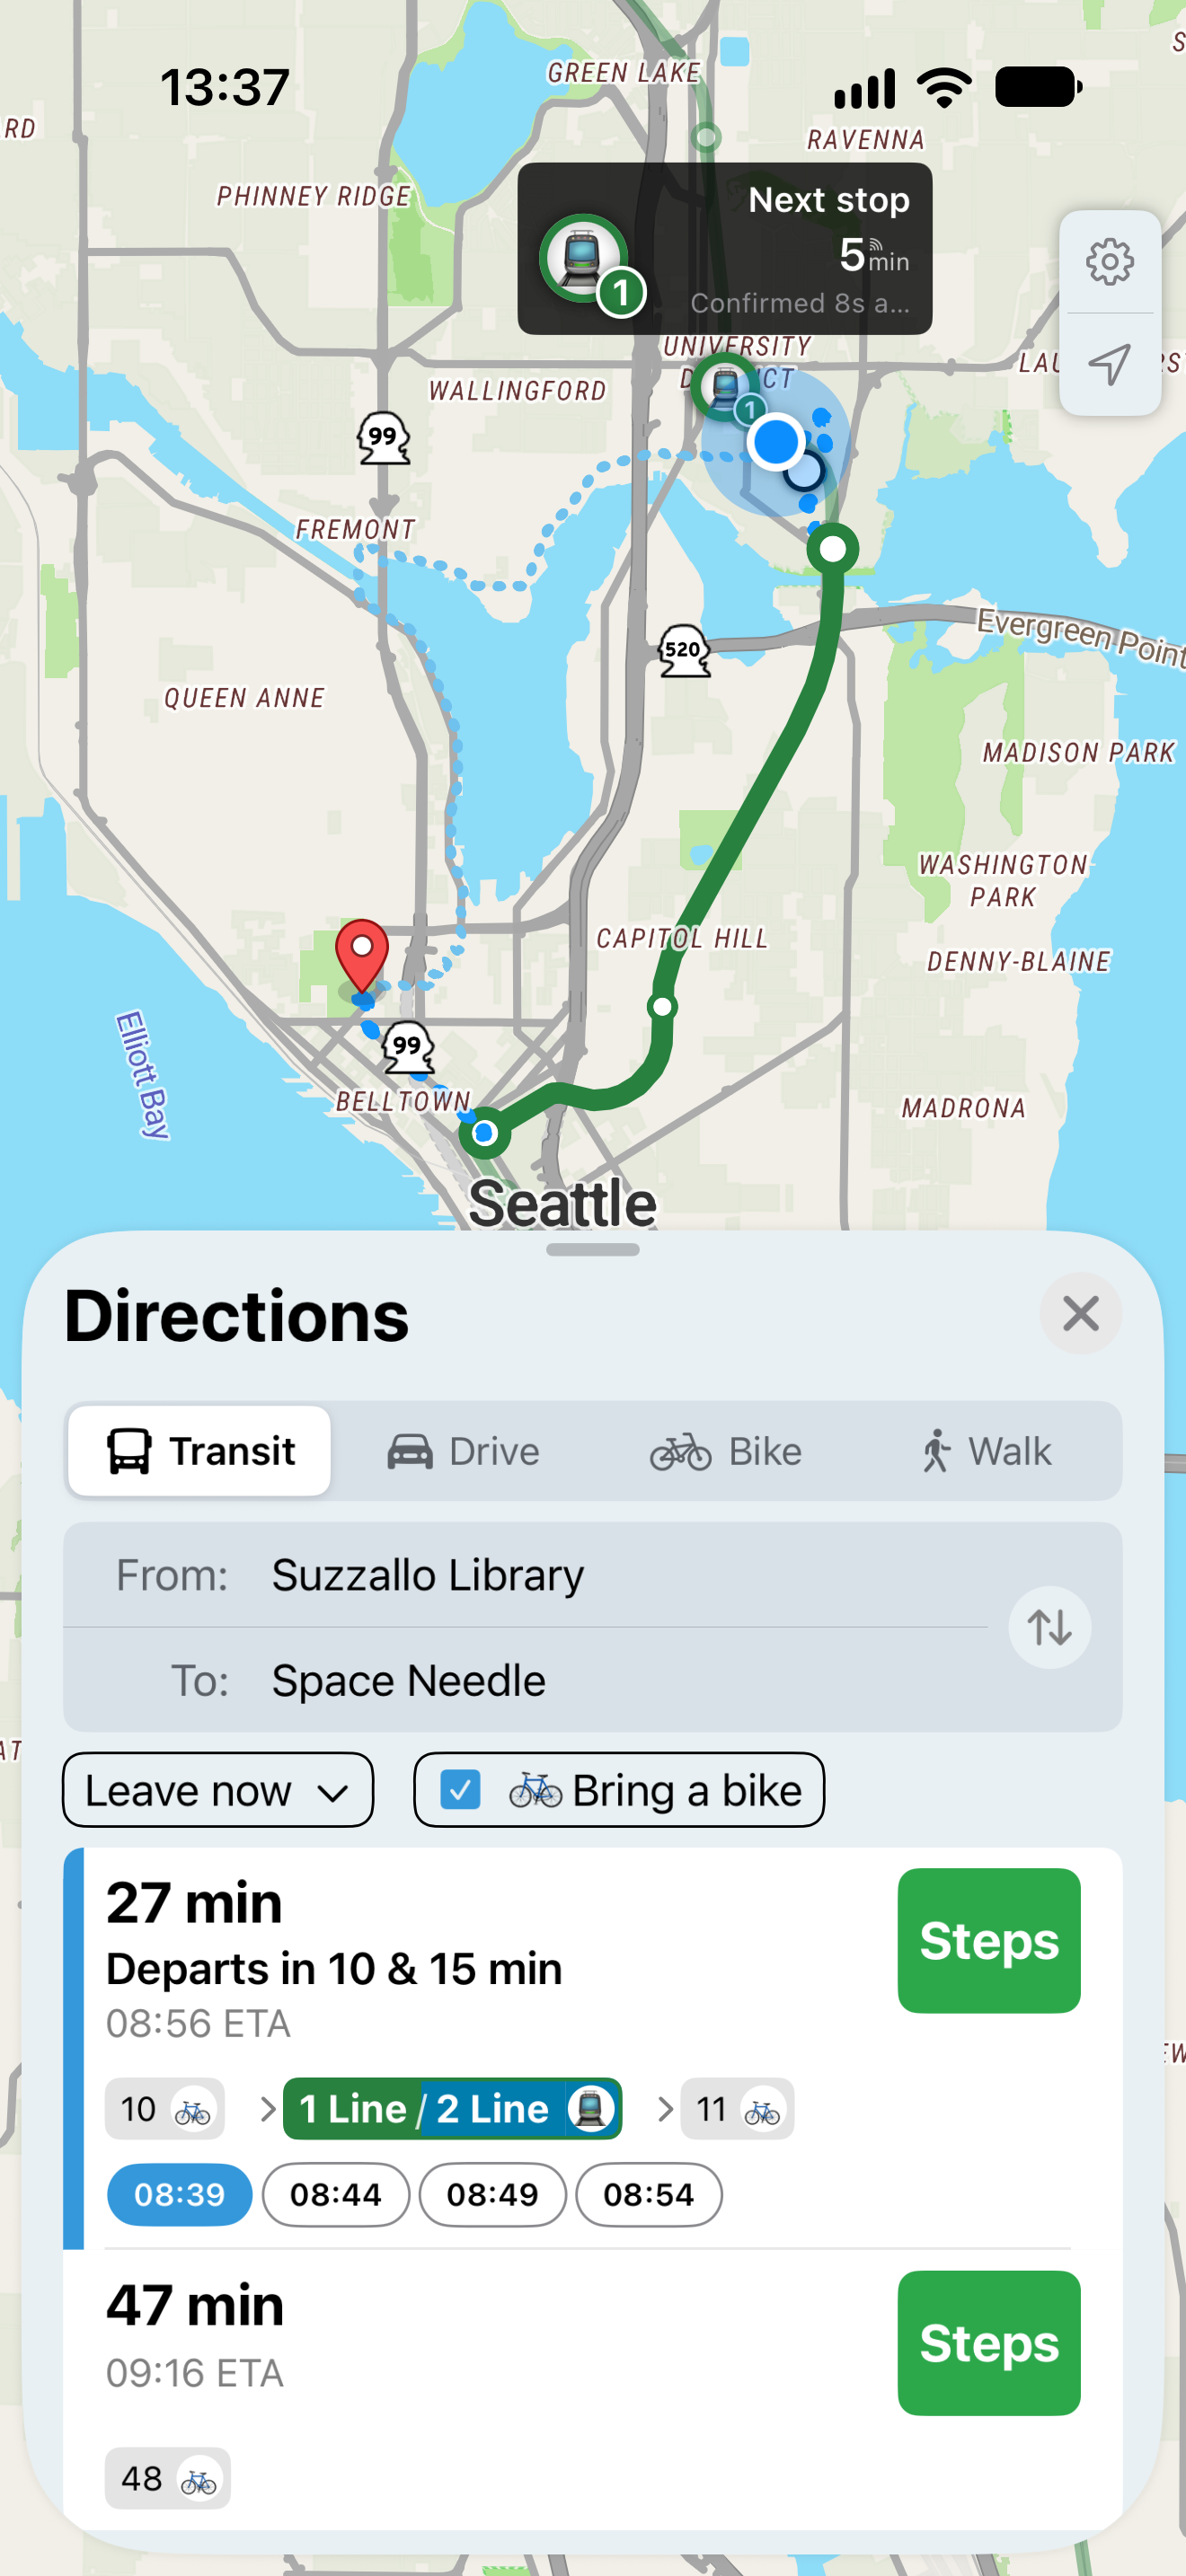 13:37
GREEN LAKE
RD
RAVENNA
PHINNEY RIDGE
Next stop
5 min
1
Confirmed 8s a...
UNIVERSITY
WALLINGFORD
1
99
FREMONT
Evergreen Point
520
QUEEN ANNE
MADISON PARK
WASHINGTON
PARK
CAPITOL HILL
DENNY-BLAINE
Elliott Bay
99
BELLTOWN
MADRONA
Seattle
Directions
Transit
Drive
Bike
Walk
From: Suzzallo Library
To: Space Needle
Leave now
Bring a bike
27 min
Steps
Departs in 10 & 15 min
08:56 ETA
10
1 Line / 2 Line
11
08:39
08:44
08:49
08:54
47 min
Steps
09:16 ETA
48